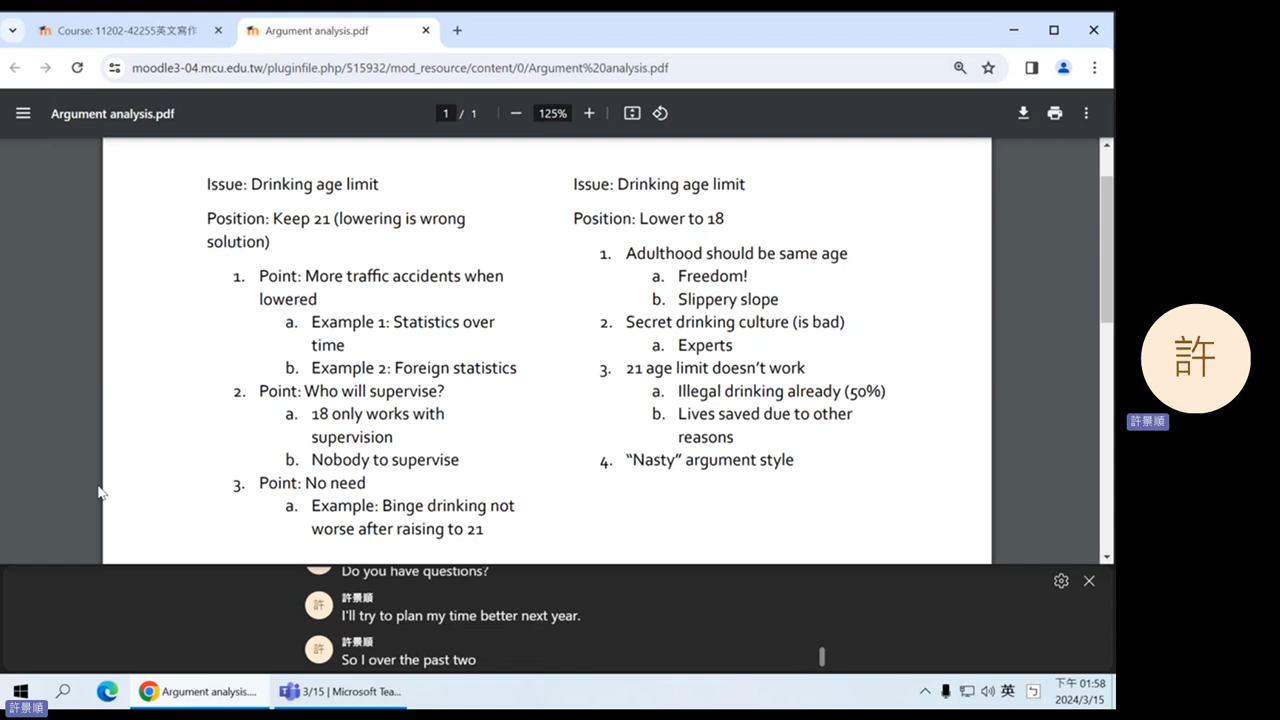 Course: 11202-42255英文寫作
Argument analysis.pdf
moodle3-04.mcu.edu.tw/pluginfile.php/515932/mod_resource/content/0/Argument%20analysis.pdf
Argument analysis.pdf
1 / 1
125%
Issue: Drinking age limit
Position: Keep 21 (lowering is wrong
solution)
1. Point: More traffic accidents when
lowered
a. Example 1: Statistics over
time
b. Example 2: Foreign statistics
2. Point: Who will supervise?
a. 18 only works with
supervision
b. Nobody to supervise
3. Point: No need
a. Example: Binge drinking not
worse after raising to 21
Issue: Drinking age limit
Position: Lower to 18
1. Adulthood should be same age
a. Freedom!
b. Slippery slope
2. Secret drinking culture (is bad)
a. Experts
3. 21 age limit doesn't work
a. Illegal drinking already (50%)
b. Lives saved due to other
reasons
4. "Nasty" argument style
許
許景順
Do you have questions?
許
許景順
I'll try to plan my time better next year.
許
許景順
So I over the past two
Argument analysis....
3/15 | Microsoft Tea...
英
ㄅ
下午 01:58
2024/3/15
許景順